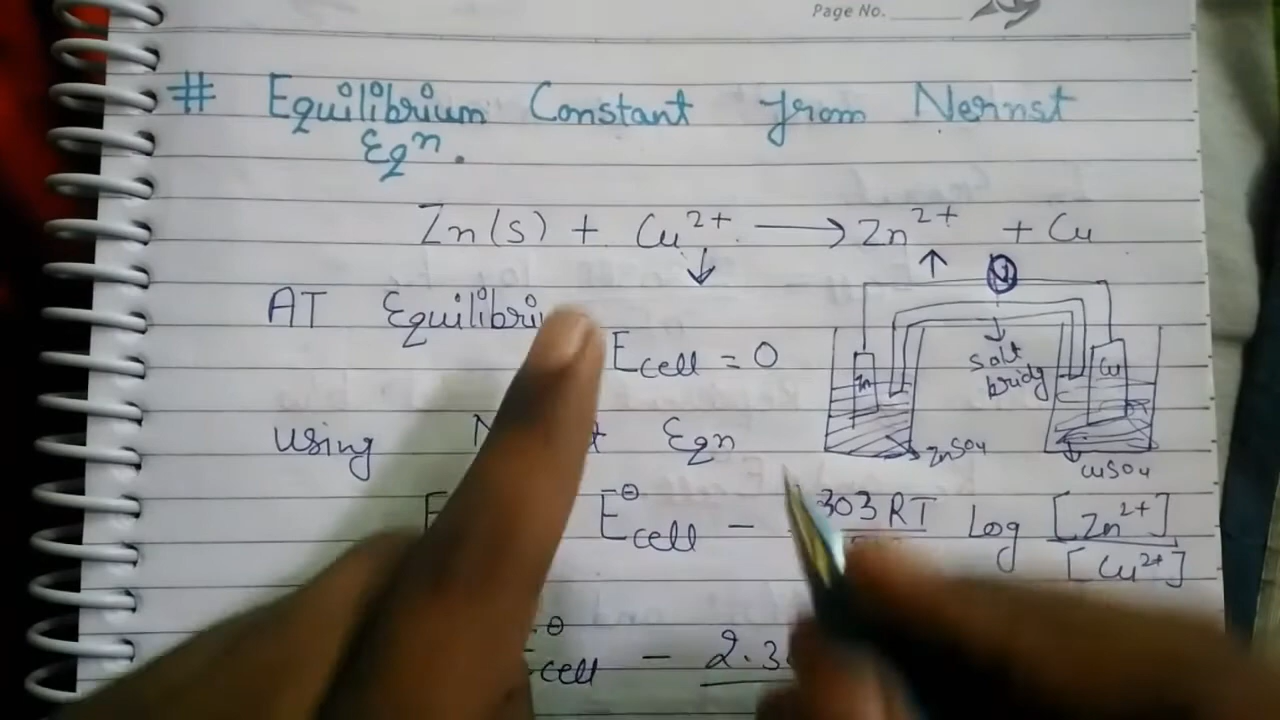 Page No.
# Equilibrium Constant from Nernst
Eqⁿ.
Zn(s) + Cu²⁺ ⟶ Zn²⁺ + Cu
↓ ↑
AT
Ecell = 0
Salt
bridg
Zn
Cu
using Eqn
ZnSO4
CuSO4
E⊖cell - 303 RT Log [Zn²⁺]
[Cu²⁺]
⊖cell - 2.3